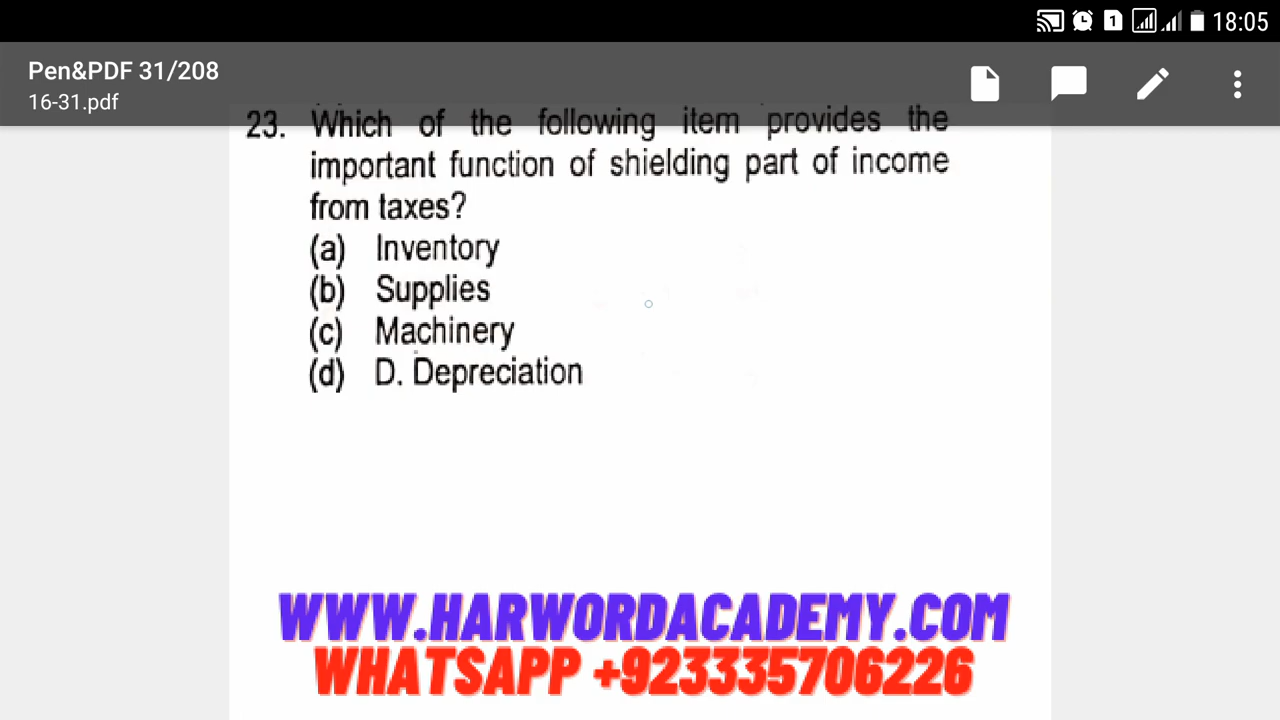 1 18:05
Pen&PDF 31/208
16-31.pdf
23. Which of the following item provides the
important function of shielding part of income
from taxes?
(a) Inventory
(b) Supplies
(c) Machinery
(d) D. Depreciation
WWW.HARWORDACADEMY.COM
WHATSAPP +923335706226